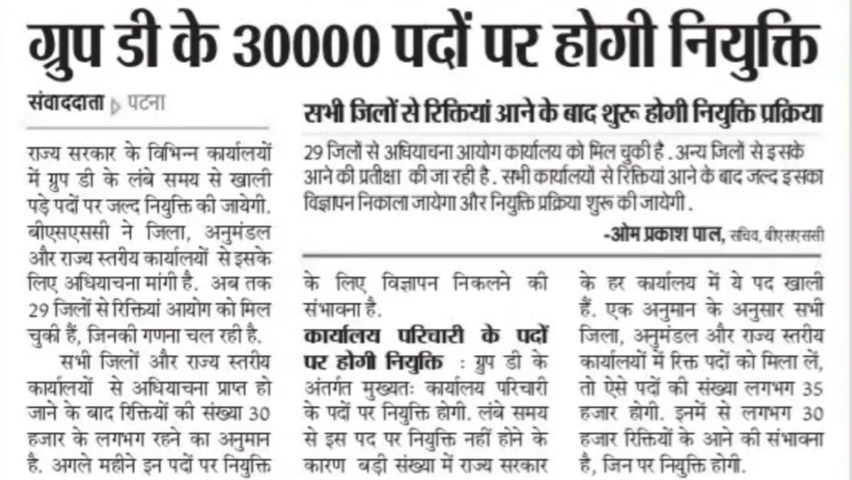 ग्रुप डी के 30000 पदों पर होगी नियुक्ति
संवाददाता ▷ पटना
राज्य सरकार के विभिन्न कार्यालयों
में ग्रुप डी के लंबे समय से खाली
पड़े पदों पर जल्द नियुक्ति की जायेगी.
बीएसएससी ने जिला, अनुमंडल
और राज्य स्तरीय कार्यालयों से इसके
लिए अधियाचना मांगी है. अब तक
29 जिलों से रिक्तियां आयोग को मिल
चुकी हैं, जिनकी गणना चल रही है.
सभी जिलों और राज्य स्तरीय
कार्यालयों से अधियाचना प्राप्त हो
जाने के बाद रिक्तियों की संख्या 30
हजार के लगभग रहने का अनुमान
है. अगले महीने इन पदों पर नियुक्ति
सभी जिलों से रिक्तियां आने के बाद शुरू होगी नियुक्ति प्रक्रिया
29 जिलों से अधियाचना आयोग कार्यालय को मिल चुकी है. अन्य जिलों से इसके
आने की प्रतीक्षा की जा रही है. सभी कार्यालयों से रिक्तियां आने के बाद जल्द इसका
विज्ञापन निकाला जायेगा और नियुक्ति प्रक्रिया शुरू की जायेगी.
-ओम प्रकाश पाल, सचिव, बीएसएससी
के लिए विज्ञापन निकलने की
संभावना है.
कार्यालय परिचारी के पदों
पर होगी नियुक्ति : ग्रुप डी के
अंतर्गत मुख्यतः कार्यालय परिचारी
के पदों पर नियुक्ति होगी. लंबे समय
से इस पद पर नियुक्ति नहीं होने के
कारण बड़ी संख्या में राज्य सरकार
के हर कार्यालय में ये पद खाली
हैं. एक अनुमान के अनुसार सभी
जिला, अनुमंडल और राज्य स्तरीय
कार्यालयों में रिक्त पदों को मिला लें,
तो ऐसे पदों की संख्या लगभग 35
हजार होगी. इनमें से लगभग 30
हजार रिक्तियों के आने की संभावना
है, जिन पर नियुक्ति होगी.